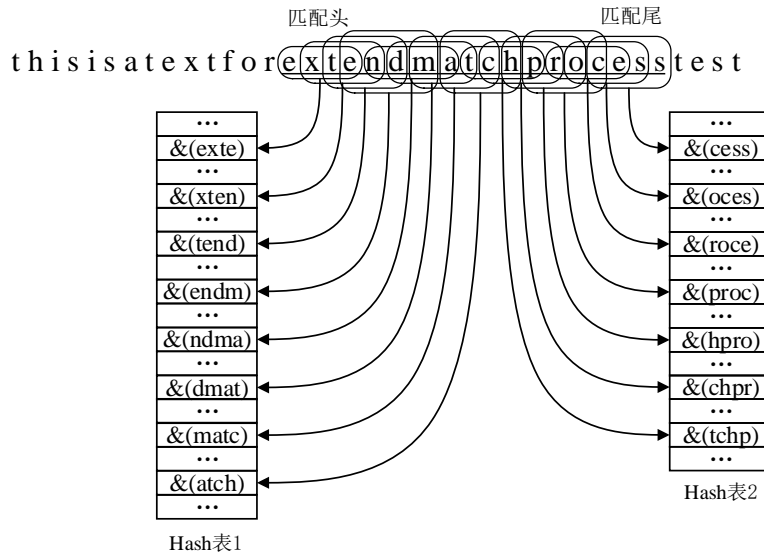 匹配头 匹配尾
thisisatextforextendmatchprocesstest
… …
&(exte) &(cess)
… …
&(xten) &(oces)
… …
&(tend) &(roce)
… …
&(endm) &(proc)
… …
&(ndma) &(hpro)
… …
&(dmat) &(chpr)
… …
&(matc) &(tchp)
… …
&(atch)
…
Hash表2
Hash表1